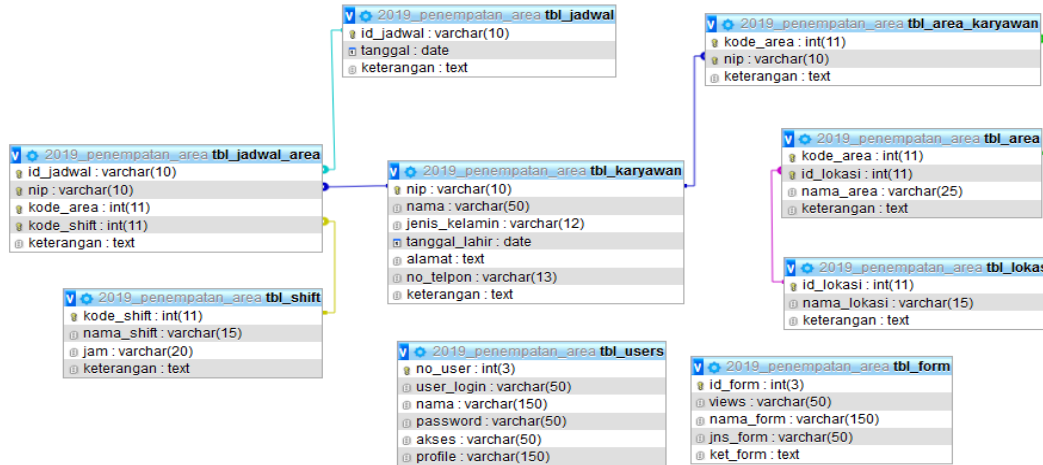 2019_penempatan_area tbl_jadwal
id_jadwal : varchar(10)
tanggal : date
keterangan : text
2019_penempatan_area tbl_area_karyawan
kode_area : int(11)
nip : varchar(10)
keterangan : text
2019_penempatan_area tbl_jadwal_area
id_jadwal : varchar(10)
nip : varchar(10)
kode_area : int(11)
kode_shift : int(11)
keterangan : text
2019_penempatan_area tbl_karyawan
nip : varchar(10)
nama : varchar(50)
jenis_kelamin : varchar(12)
tanggal_lahir : date
alamat : text
no_telpon : varchar(13)
keterangan : text
2019_penempatan_area tbl_area
kode_area : int(11)
id_lokasi : int(11)
nama_area : varchar(25)
keterangan : text
2019_penempatan_area tbl_lokas
id_lokasi : int(11)
nama_lokasi : varchar(15)
keterangan : text
2019_penempatan_area tbl_shift
kode_shift : int(11)
nama_shift : varchar(15)
jam : varchar(20)
keterangan : text
2019_penempatan_area tbl_users
no_user : int(3)
user_login : varchar(50)
nama : varchar(150)
password : varchar(50)
akses : varchar(50)
profile : varchar(150)
2019_penempatan_area tbl_form
id_form : int(3)
views : varchar(50)
nama_form : varchar(150)
jns_form : varchar(50)
ket_form : text